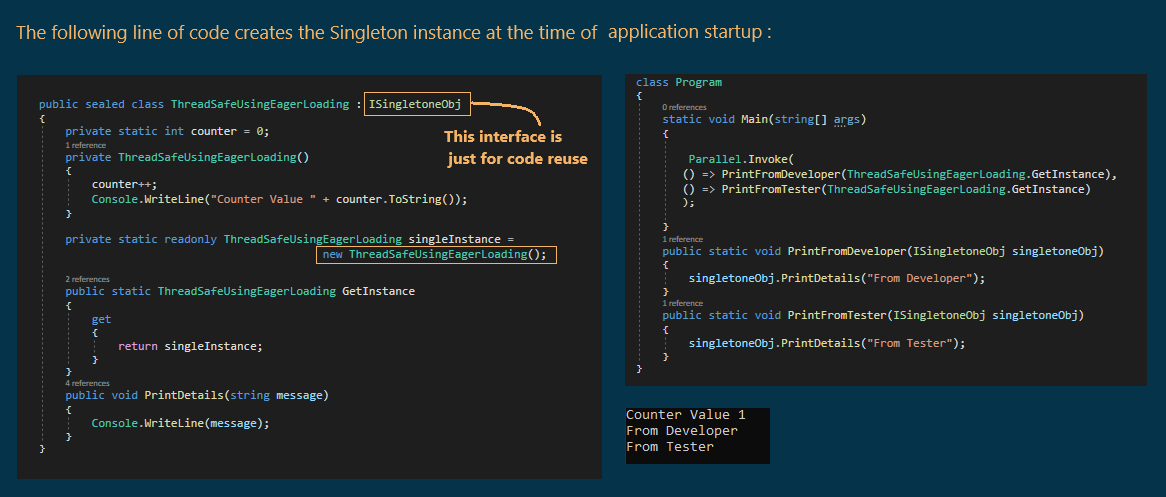 The following line of code creates the Singleton instance at the time of application startup :
public sealed class ThreadSafeUsingEagerLoading : ISingletoneObj
{
This interface is
just for code reuse
private static int counter = 0;
1 reference
private ThreadSafeUsingEagerLoading()
{
counter++;
Console.WriteLine("Counter Value " + counter.ToString());
}
private static readonly ThreadSafeUsingEagerLoading singleInstance =
new ThreadSafeUsingEagerLoading();
2 references
public static ThreadSafeUsingEagerLoading GetInstance
{
get
{
return singleInstance;
}
}
4 references
public void PrintDetails(string message)
{
Console.WriteLine(message);
}
}
class Program
{
0 references
static void Main(string[] args)
{
Parallel.Invoke(
() => PrintFromDeveloper(ThreadSafeUsingEagerLoading.GetInstance),
() => PrintFromTester(ThreadSafeUsingEagerLoading.GetInstance)
);
}
1 reference
public static void PrintFromDeveloper(ISingletoneObj singletoneObj)
{
singletoneObj.PrintDetails("From Developer");
}
1 reference
public static void PrintFromTester(ISingletoneObj singletoneObj)
{
singletoneObj.PrintDetails("From Tester");
}
}
Counter Value 1
From Developer
From Tester